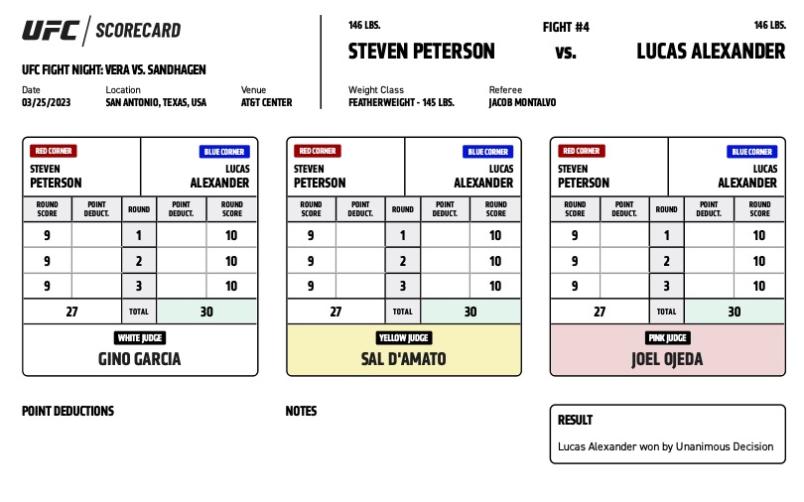 UFC / SCORECARD
UFC FIGHT NIGHT: VERA VS. SANDHAGEN
Date Location Venue
03/25/2023 SAN ANTONIO, TEXAS, USA AT&T CENTER
146 LBS. FIGHT #4 146 LBS.
STEVEN PETERSON VS. LUCAS ALEXANDER
Weight Class Referee
FEATHERWEIGHT - 145 LBS. JACOB MONTALVO
RED CORNER BLUE CORNER
STEVEN LUCAS
PETERSON ALEXANDER
ROUND SCORE POINT DEDUCT. ROUND POINT DEDUCT. ROUND SCORE
9 1 10
9 2 10
9 3 10
27 TOTAL 30
WHITE JUDGE
GINO GARCIA
RED CORNER BLUE CORNER
STEVEN LUCAS
PETERSON ALEXANDER
ROUND SCORE POINT DEDUCT. ROUND POINT DEDUCT. ROUND SCORE
9 1 10
9 2 10
9 3 10
27 TOTAL 30
YELLOW JUDGE
SAL D'AMATO
RED CORNER BLUE CORNER
STEVEN LUCAS
PETERSON ALEXANDER
ROUND SCORE POINT DEDUCT. ROUND POINT DEDUCT. ROUND SCORE
9 1 10
9 2 10
9 3 10
27 TOTAL 30
PINK JUDGE
JOEL OJEDA
POINT DEDUCTIONS
NOTES
RESULT
Lucas Alexander won by Unanimous Decision